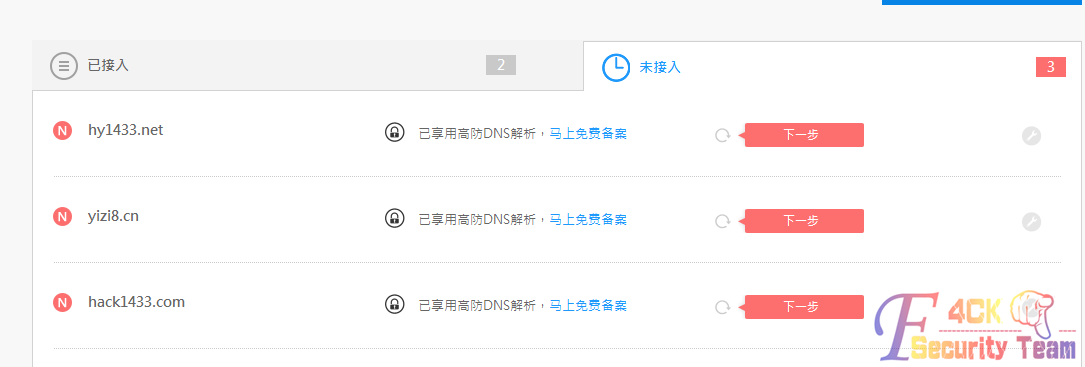 已接入 2 未接入 3
N hy1433.net 已享用高防DNS解析，马上免费备案 下一步
N yizi8.cn 已享用高防DNS解析，马上免费备案 下一步
N hack1433.com 已享用高防DNS解析，马上免费备案 下一步
F4CK
Security Team